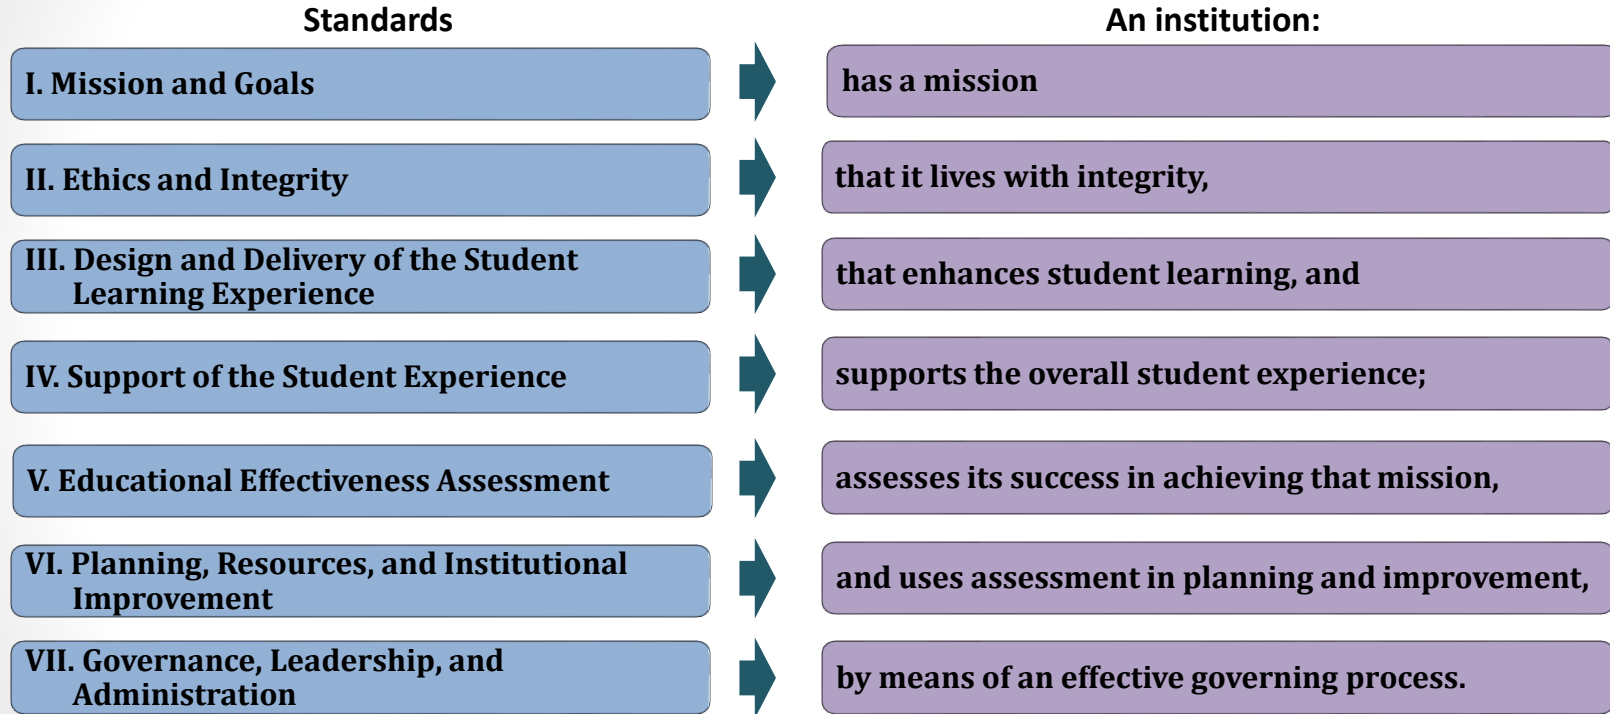 Standards
An institution:
I. Mission and Goals
has a mission
II. Ethics and Integrity
that it lives with integrity,
III. Design and Delivery of the Student
Learning Experience
that enhances student learning, and
IV. Support of the Student Experience
supports the overall student experience;
V. Educational Effectiveness Assessment
assesses its success in achieving that mission,
VI. Planning, Resources, and Institutional
Improvement
and uses assessment in planning and improvement,
VII. Governance, Leadership, and
Administration
by means of an effective governing process.